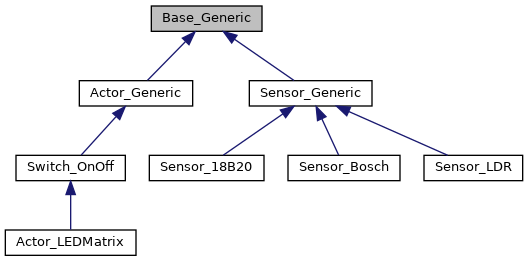 Base_Generic
Actor_Generic
Sensor_Generic
Switch_OnOff
Sensor_18B20
Sensor_Bosch
Sensor_LDR
Actor_LEDMatrix